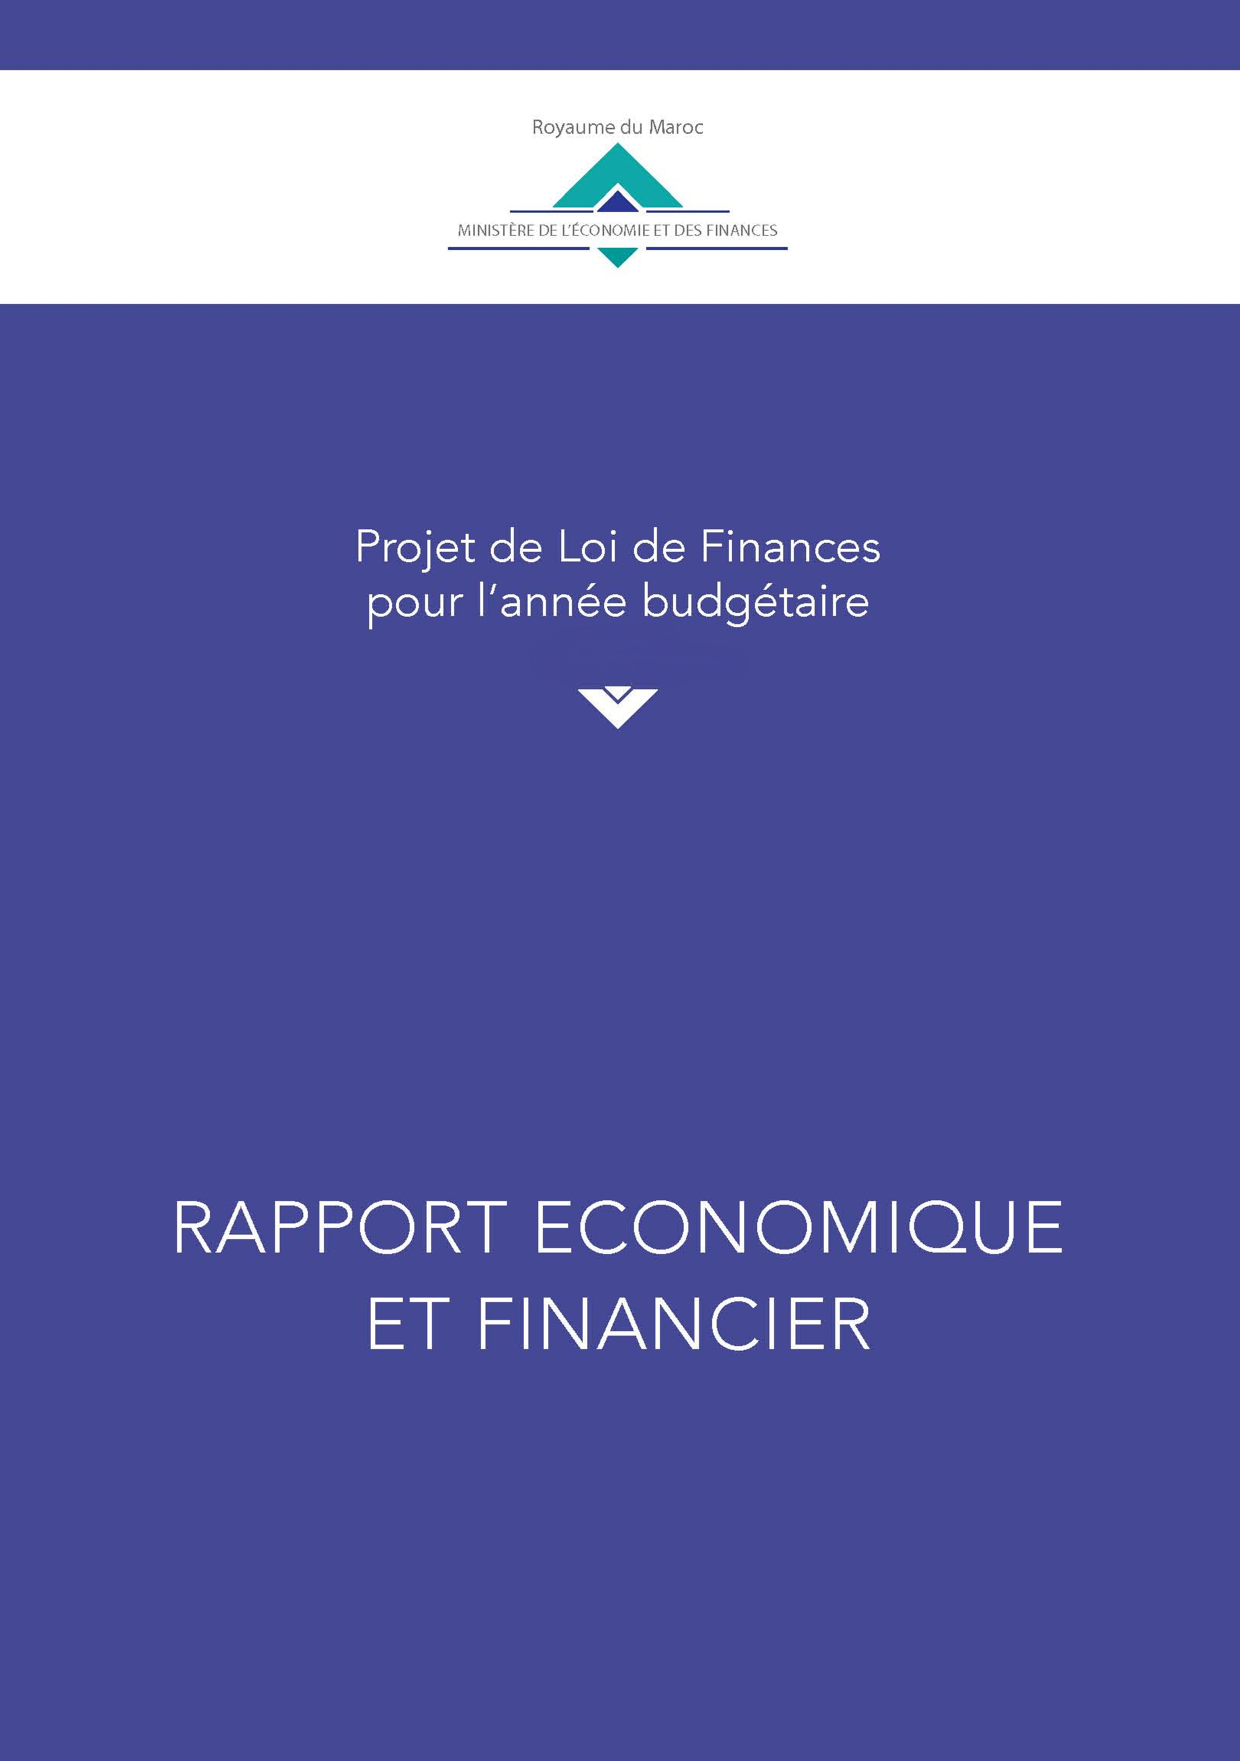 Royaume du Maroc
MINISTÈRE DE L'ÉCONOMIE ET DES FINANCES
Projet de Loi de Finances
pour l'année budgétaire
RAPPORT ECONOMIQUE
ET FINANCIER